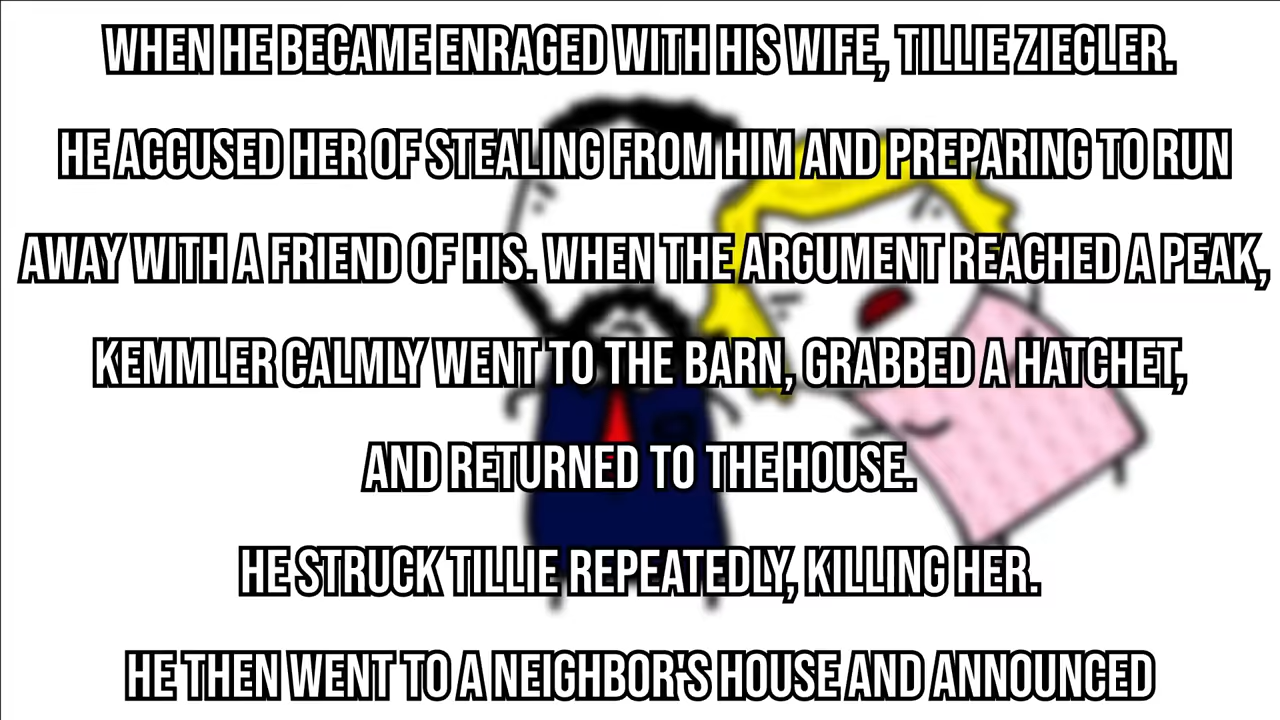 WHEN HE BECAME ENRAGED WITH HIS WIFE, TILLIE ZIEGLER.
HE ACCUSED HER OF STEALING FROM HIM AND PREPARING TO RUN
AWAY WITH A FRIEND OF HIS. WHEN THE ARGUMENT REACHED A PEAK,
KEMMLER CALMLY WENT TO THE BARN, GRABBED A HATCHET,
AND RETURNED TO THE HOUSE.
HE STRUCK TILLIE REPEATEDLY, KILLING HER.
HE THEN WENT TO A NEIGHBOR'S HOUSE AND ANNOUNCED